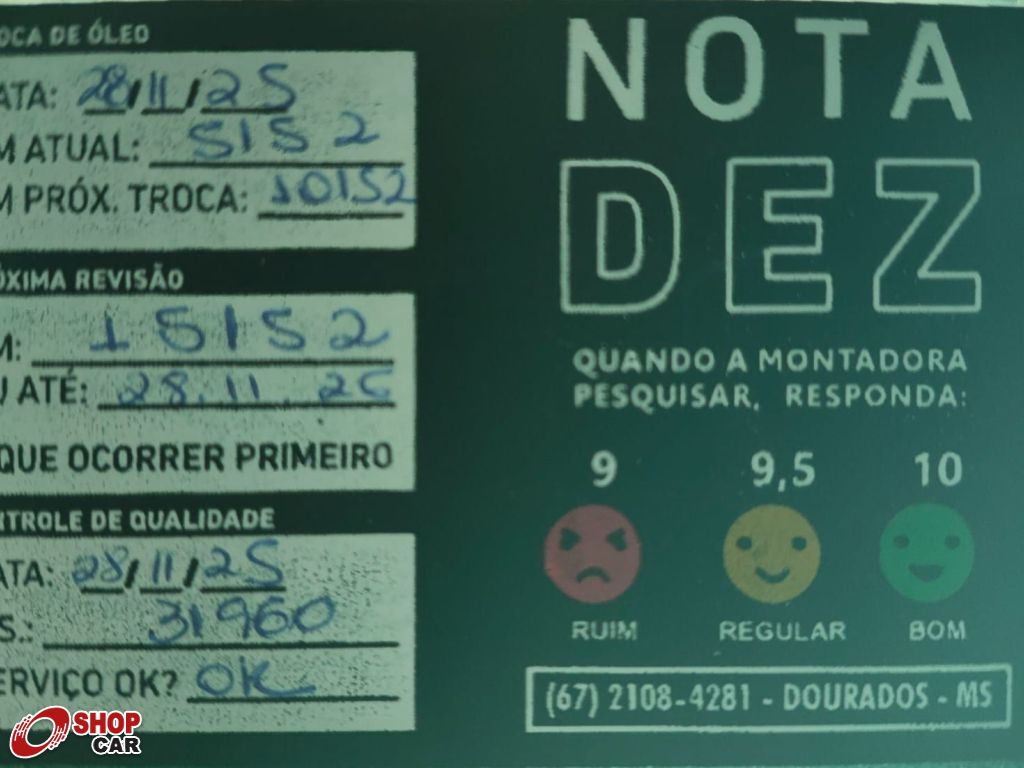 OCA DE ÓLEO
ATA: 28/11/25
M ATUAL: 5152
M PRÓX. TROCA: 10152
ÓXIMA REVISÃO
M: 15152
U ATÉ: 28.11.26
QUE OCORRER PRIMEIRO
NTROLE DE QUALIDADE
ATA: 28/11/25
S.: 31960
ERVIÇO OK? OK
NOTA
DEZ
QUANDO A MONTADORA
PESQUISAR, RESPONDA:
9 9,5 10
RUIM REGULAR BOM
(67) 2108-4281 - DOURADOS - MS
SHOP
CAR